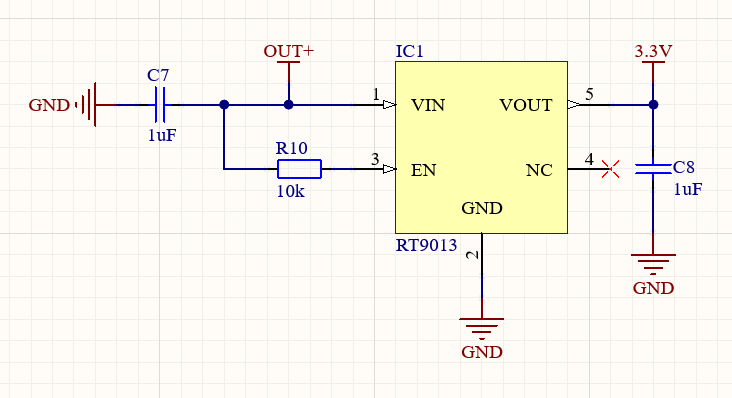 OUT+
IC1
3.3V
C7
GND
1uF
1
VIN
VOUT
5
R10
10k
3
EN
NC
4
C8
1uF
GND
RT9013
2
GND
GND